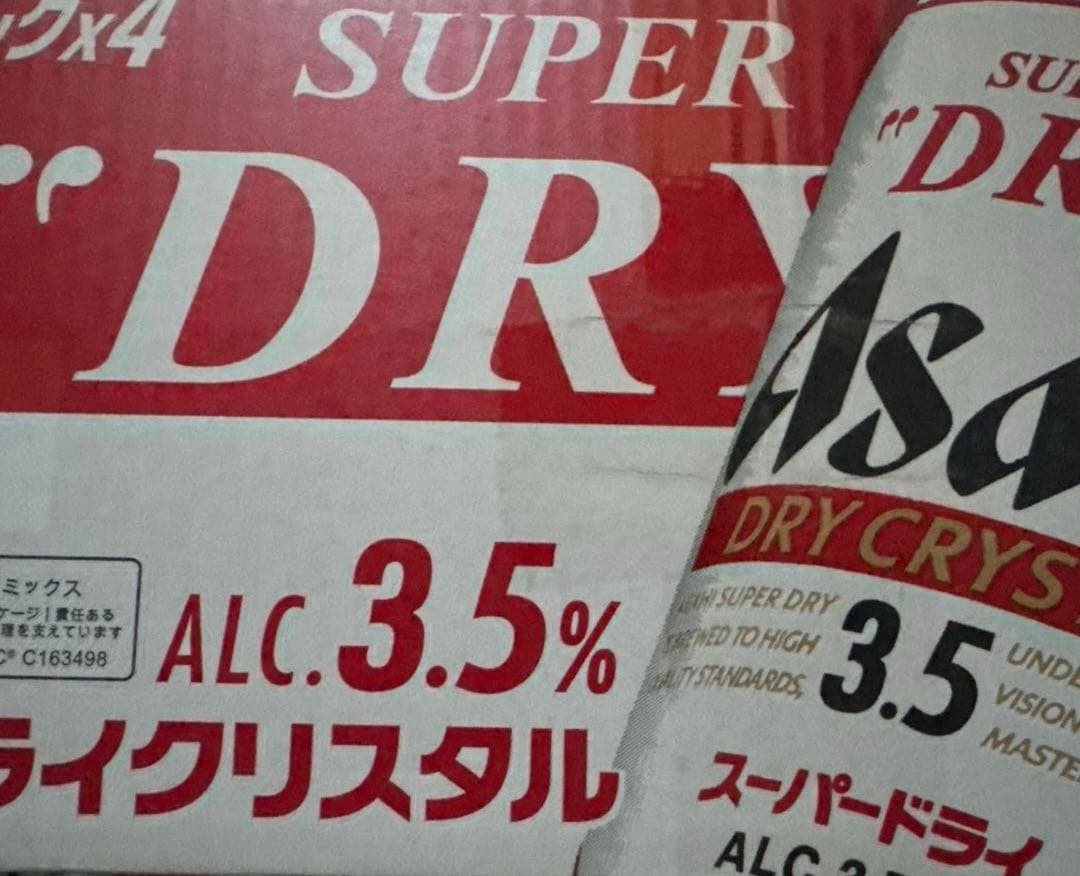 ックx4
SUPER
“DRY
ミックス
ケージ|責任ある
理を支えています
C® C163498
ALC.3.5%
ライクリスタル
SU
“DR
Asa
DRY CRYS
SUPER DRY
BREWED TO HIGH
STANDARDS,
3.5
UNDE
VISION
MASTE
スーパードライ
ALC.3.5